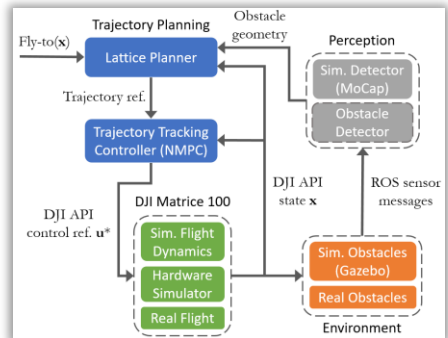 Trajectory Planning
Obstacle
geometry
Perception
Fly-to(x)
Lattice Planner
Sim. Detector
(MoCap)
Obstacle
Detector
Trajectory ref.
Trajectory Tracking
Controller (NMPC)
DJI API
control ref. u*
DJI Matrice 100
DJI API
state x
ROS sensor
messages
Sim. Flight
Dynamics
Hardware
Simulator
Real Flight
Sim. Obstacles
(Gazebo)
Real Obstacles
Environment